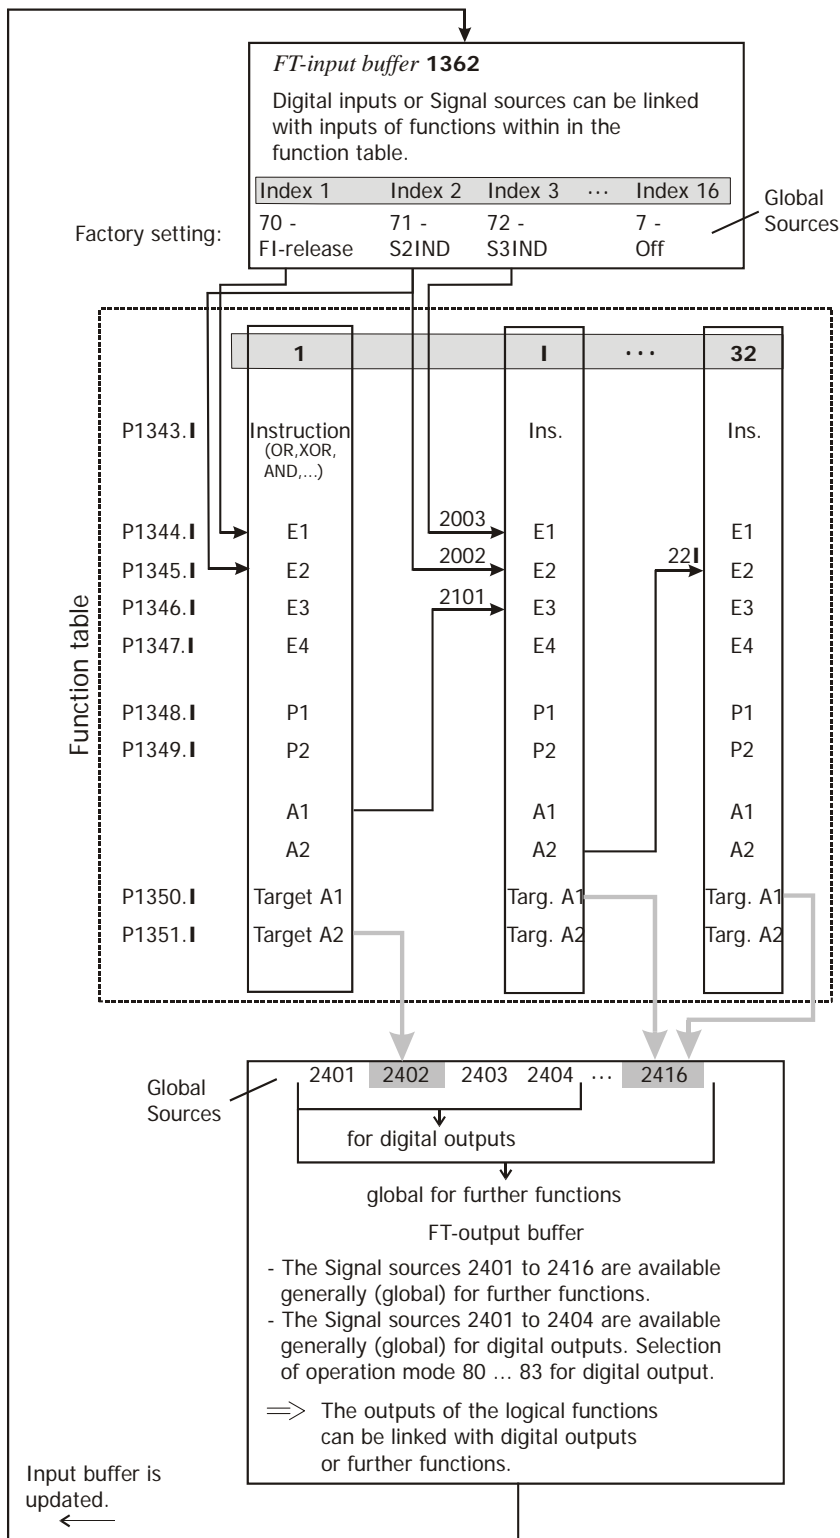 FT-input buffer 1362
Digital inputs or Signal sources can be linked
with inputs of functions within in the
function table.
Index 1 Index 2 Index 3 ... Index 16
Global
Sources
Factory setting:
70 - 71 - 72 - 7 -
FI-release S2IND S3IND Off
Function table
1 I ... 32
P1343.I Instruction Ins. Ins.
(OR,XOR,
AND,...)
P1344.I E1 2003 E1 E1
P1345.I E2 2002 E2 22I E2
P1346.I E3 2101 E3 E3
P1347.I E4 E4 E4
P1348.I P1 P1 P1
P1349.I P2 P2 P2
A1 A1 A1
A2 A2 A2
P1350.I Target A1 Targ. A1 Targ. A1
P1351.I Target A2 Targ. A2 Targ. A2
Global
Sources
2401 2402 2403 2404 ... 2416
for digital outputs
global for further functions
FT-output buffer
- The Signal sources 2401 to 2416 are available
generally (global) for further functions.
- The Signal sources 2401 to 2404 are available
generally (global) for digital outputs. Selection
of operation mode 80 ... 83 for digital output.
The outputs of the logical functions
can be linked with digital outputs
or further functions.
Input buffer is
updated.